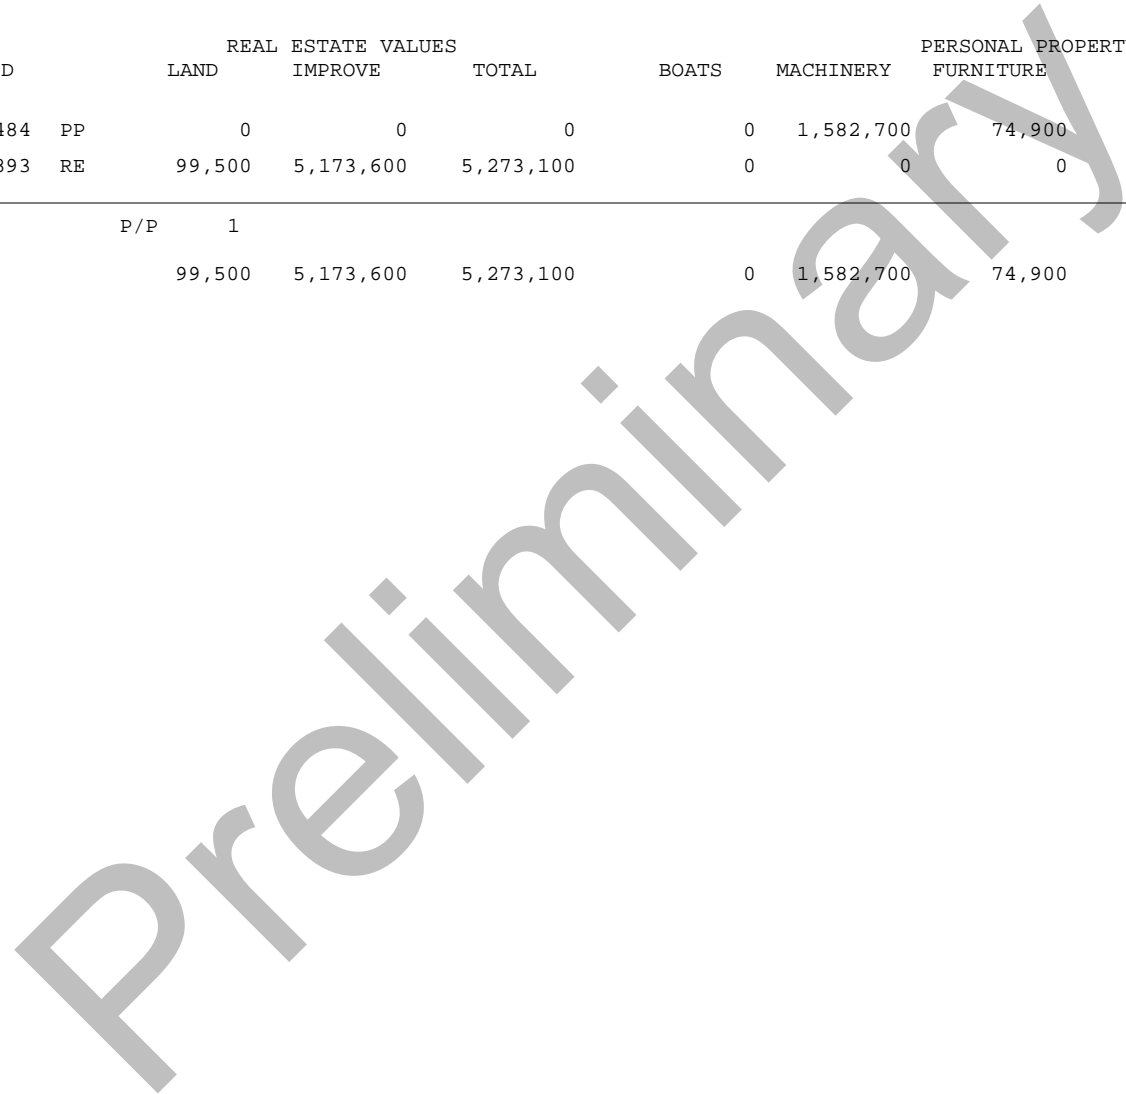 REAL ESTATE VALUES PERSONAL PROPERT
D LAND IMPROVE TOTAL BOATS MACHINERY FURNITURE
484 PP 0 0 0 0 1,582,700 74,900
893 RE 99,500 5,173,600 5,273,100 0 0 0
P/P 1
99,500 5,173,600 5,273,100 0 1,582,700 74,900
Preliminary